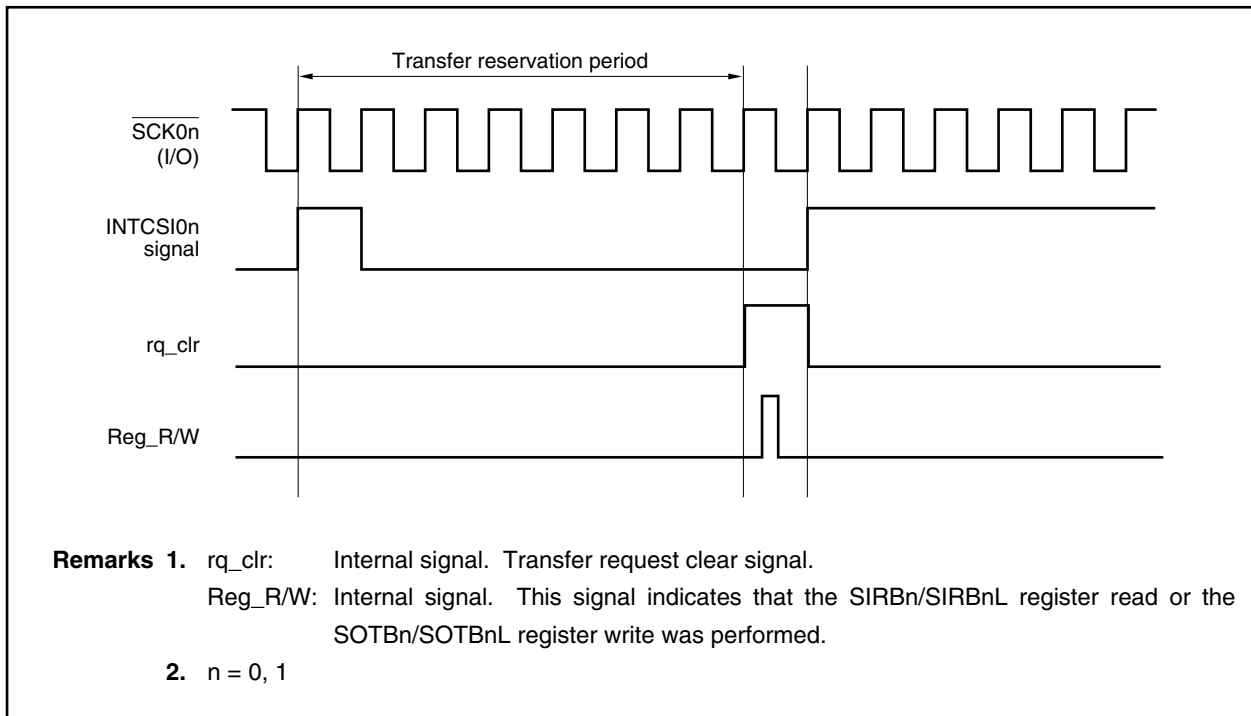 Transfer reservation period
SCK0n
(I/O)
INTCSI0n
signal
rq_clr
Reg_R/W
Remarks 1. rq_clr: Internal signal. Transfer request clear signal.
Reg_R/W: Internal signal. This signal indicates that the SIRBn/SIRBnL register read or the
SOTBn/SOTBnL register write was performed.
2. n = 0, 1